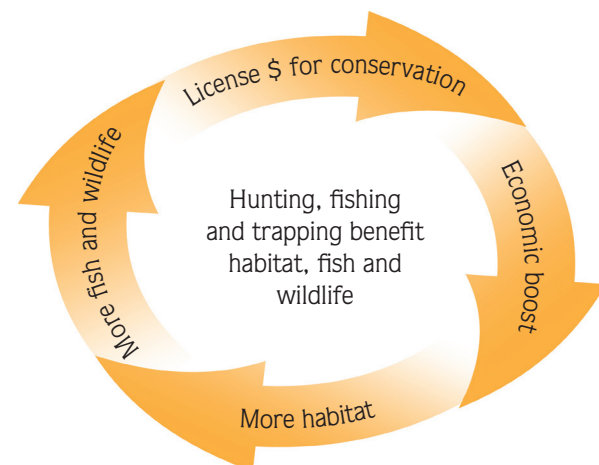 License $ for conservation
Economic boost
More habitat
More fish and wildlife
Hunting, fishing
and trapping benefit
habitat, fish and
wildlife